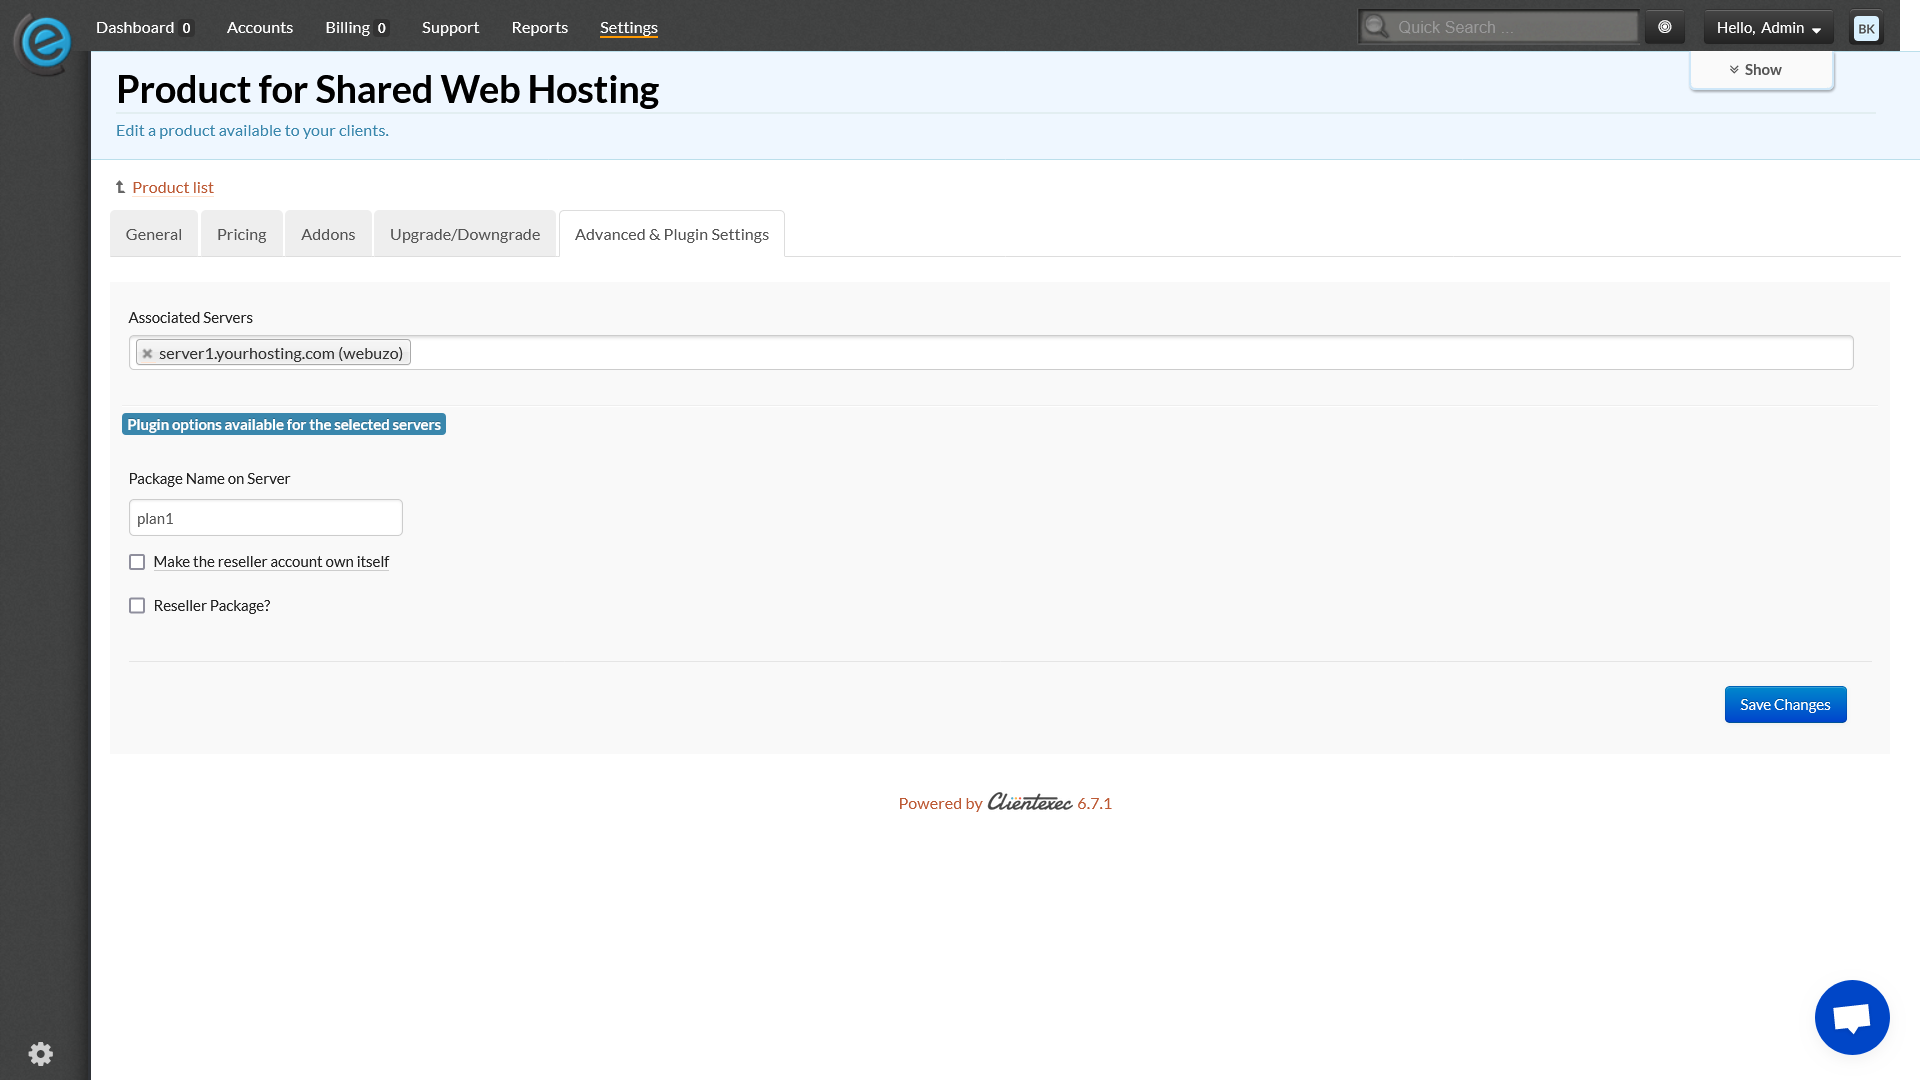 Dashboard 0 Accounts Billing 0 Support Reports Settings Quick Search ... Hello, Admin BK
Show
Product for Shared Web Hosting
Edit a product available to your clients.
Product list
General Pricing Addons Upgrade/Downgrade Advanced & Plugin Settings
Associated Servers
server1.yourhosting.com (webuzo)
Plugin options available for the selected servers
Package Name on Server
plan1
Make the reseller account own itself
Reseller Package?
Save Changes
Powered by Clientexec 6.7.1